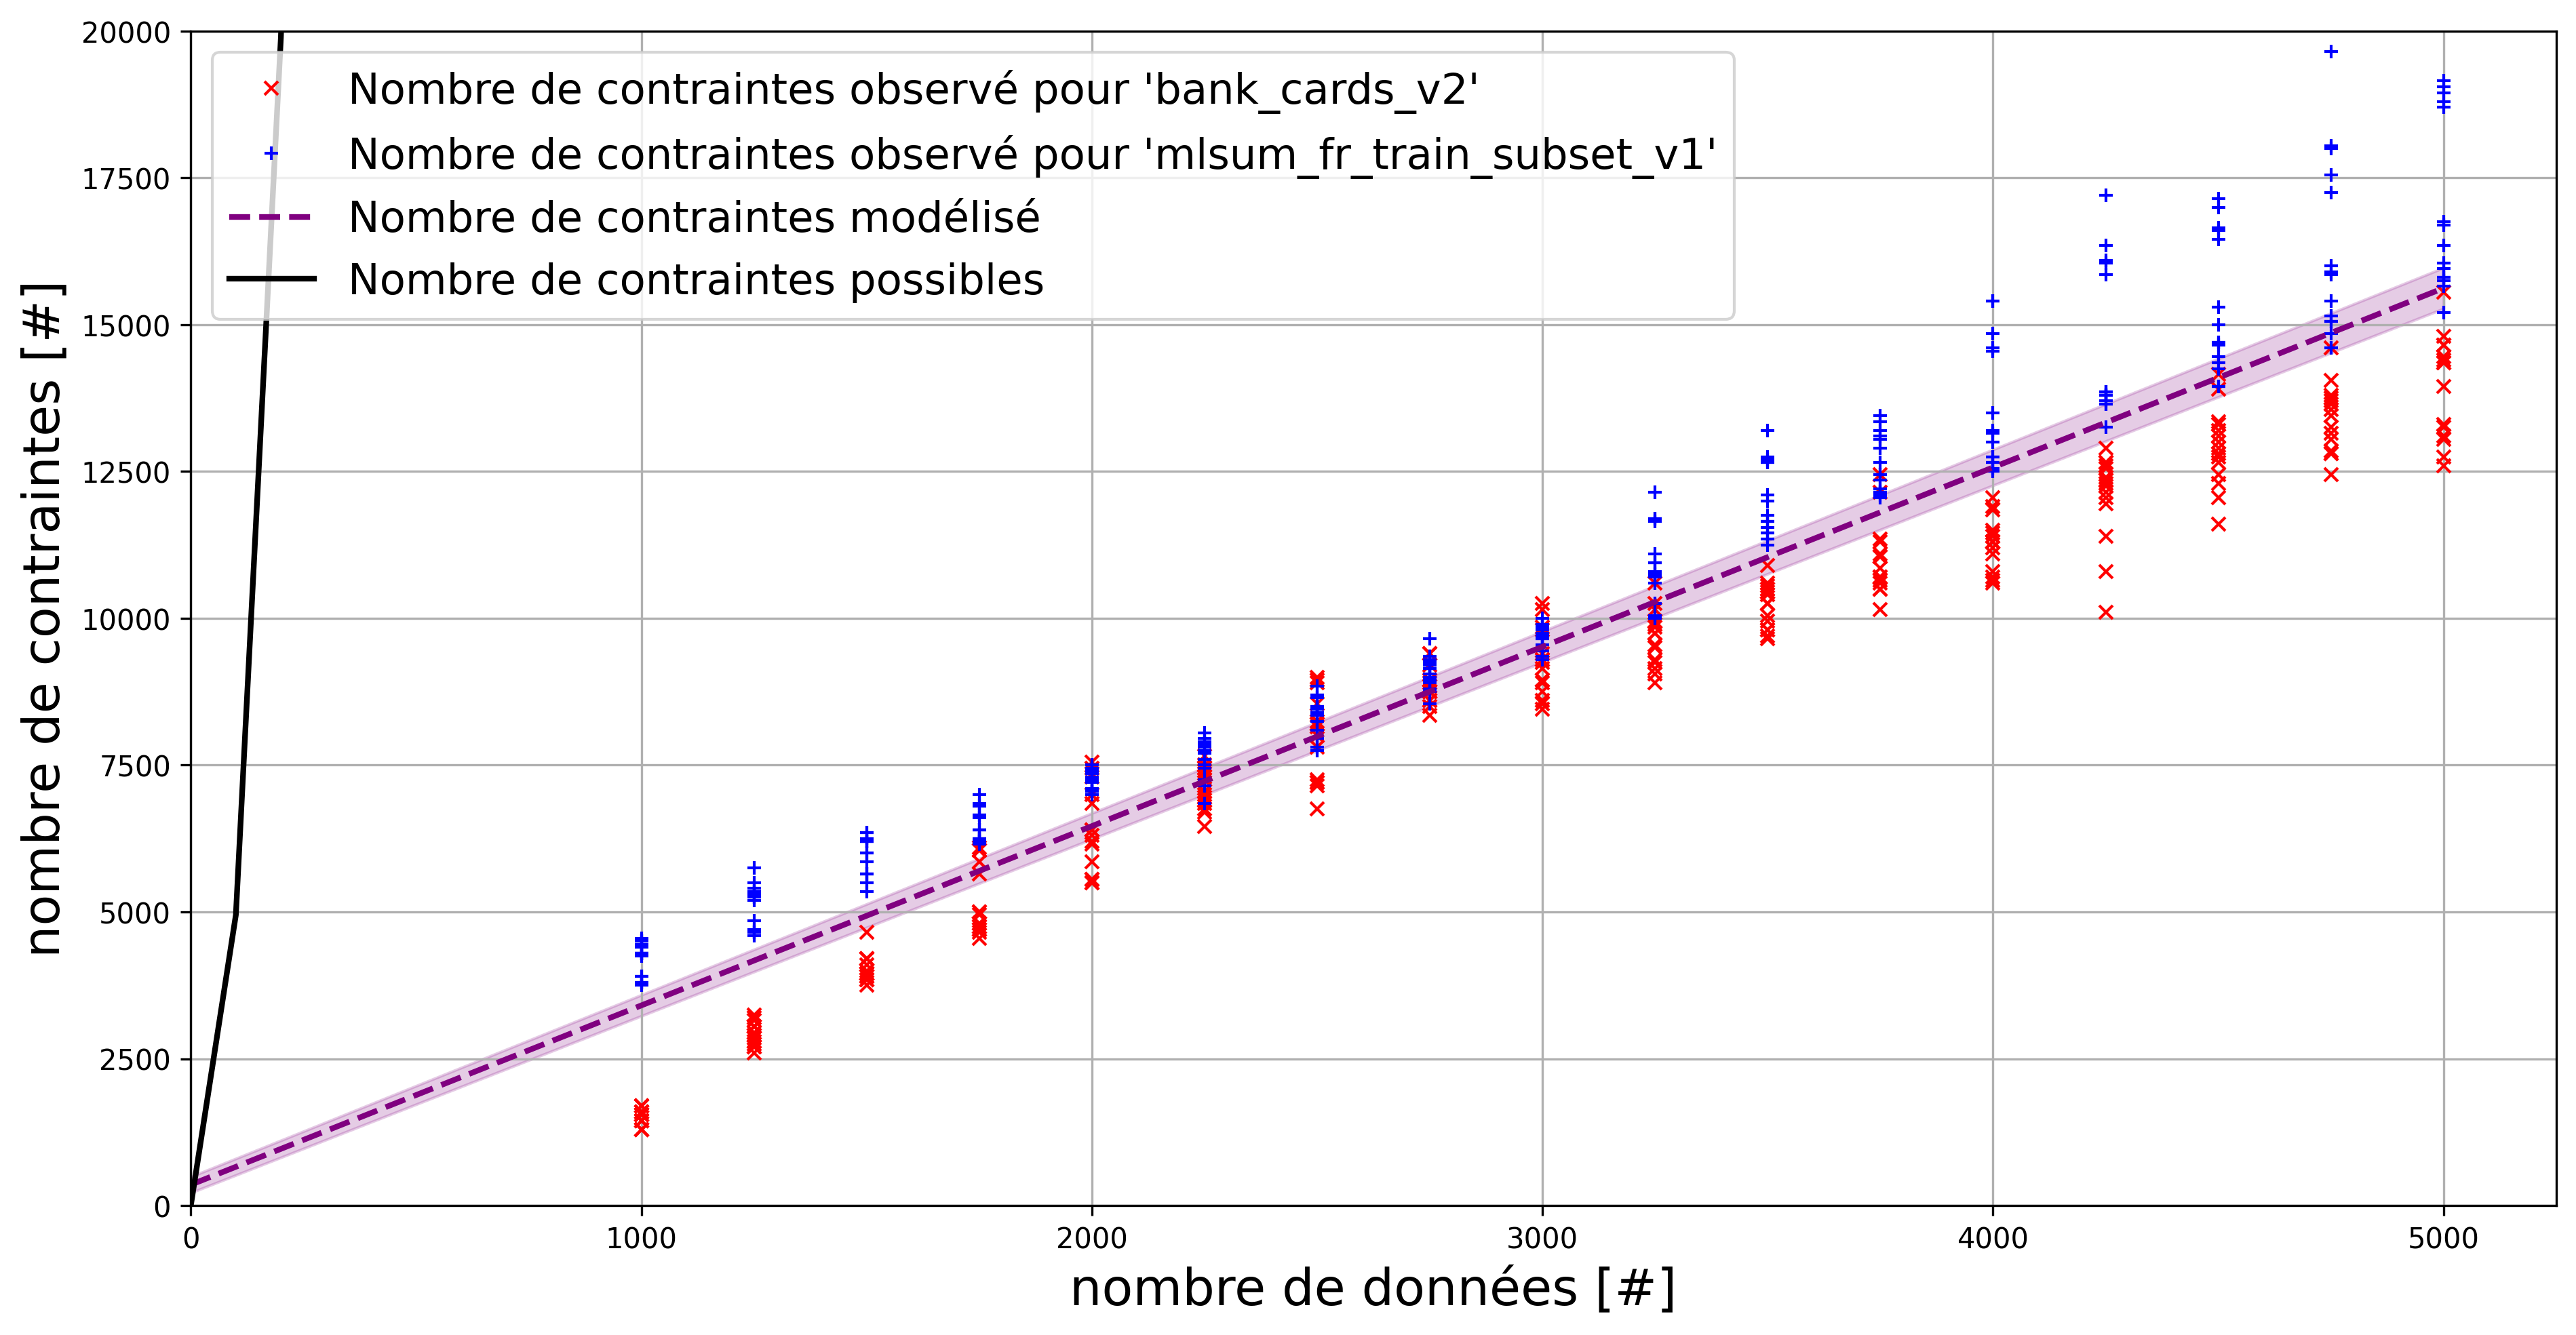 20000
17500
15000
12500
10000
7500
5000
2500
0
nombre de contraintes [#]
Nombre de contraintes observé pour 'bank_cards_v2'
Nombre de contraintes observé pour 'mlsum_fr_train_subset_v1'
Nombre de contraintes modélisé
Nombre de contraintes possibles
0 1000 2000 3000 4000 5000
nombre de données [#]